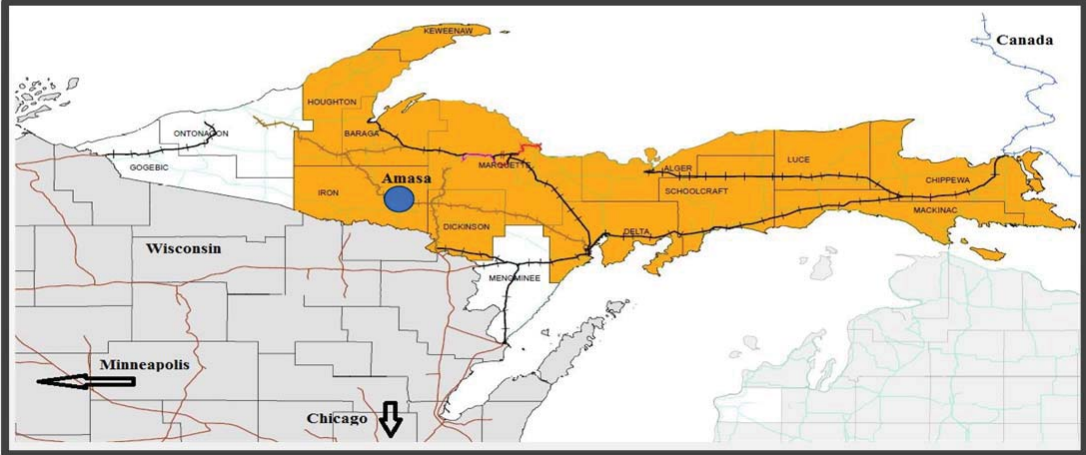 KEWEENAW
Canada
HOUGHTON
ONTONAGON
BARAGA
GOGEBIC
MARQUETTE
ALGER
LUCE
CHIPPEWA
Amasa
IRON
SCHOOLCRAFT
MACKINAC
DICKINSON
DELTA
Wisconsin
MENOMINEE
Minneapolis
Chicago